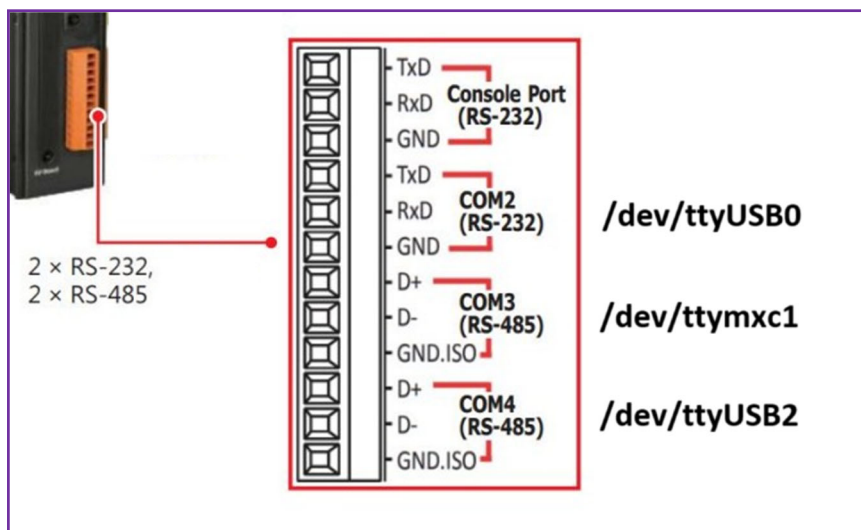 TxD
RxD
GND
Console Port
(RS-232)
TxD
RxD
GND
COM2
(RS-232)
/dev/ttyUSB0
D+
D-
GND.ISO
COM3
(RS-485)
/dev/ttymxc1
D+
D-
GND.ISO
COM4
(RS-485)
/dev/ttyUSB2
2 × RS-232,
2 × RS-485